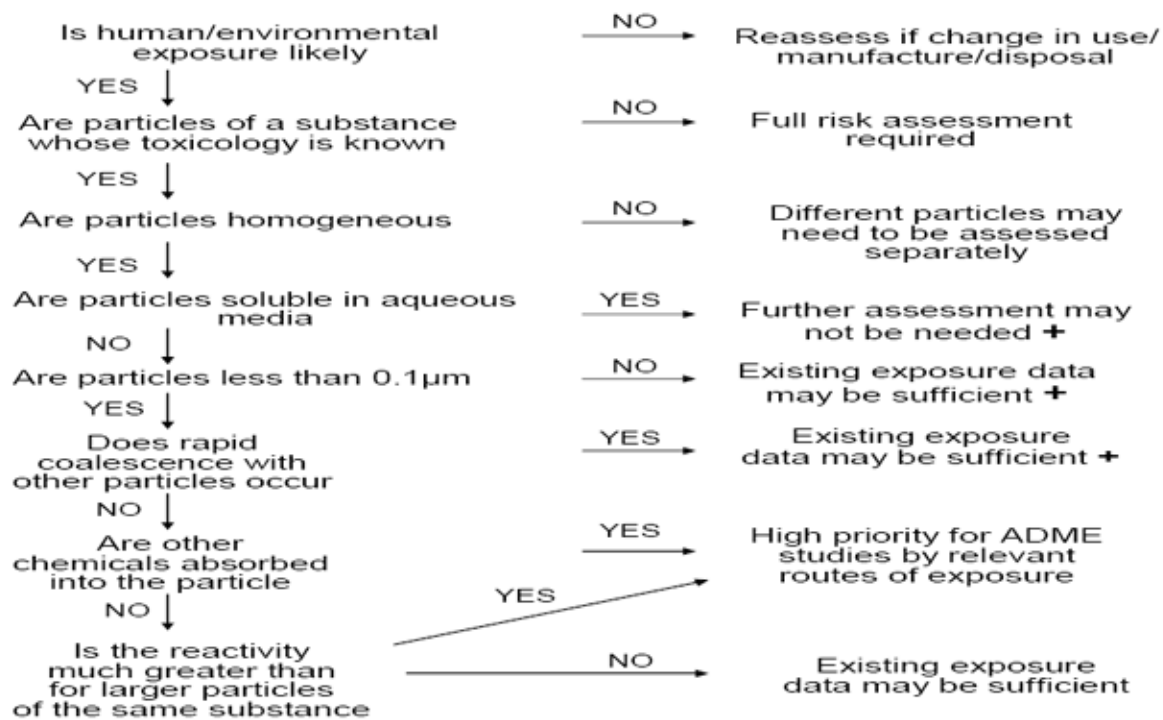 Is human/environmental
exposure likely
NO
Reassess if change in use/
manufacture/disposal
YES
Are particles of a substance
whose toxicology is known
NO
Full risk assessment
required
YES
Are particles homogeneous
NO
Different particles may
need to be assessed
separately
YES
Are particles soluble in aqueous
media
YES
Further assessment may
not be needed +
NO
Are particles less than 0.1µm
NO
Existing exposure data
may be sufficient +
YES
Does rapid
coalescence with
other particles occur
YES
Existing exposure
data may be sufficient +
NO
Are other
chemicals absorbed
into the particle
YES
High priority for ADME
studies by relevant
routes of exposure
NO
Is the reactivity
much greater than
for larger particles
of the same substance
YES
NO
Existing exposure
data may be sufficient